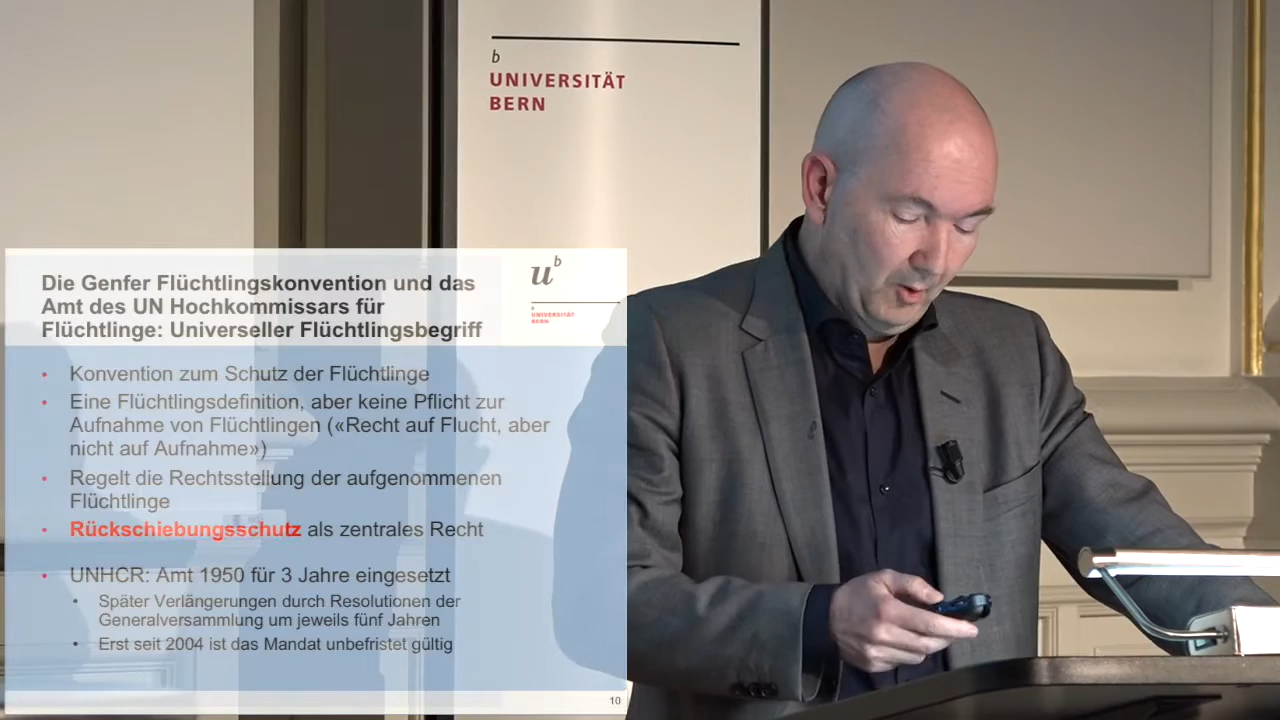 b
UNIVERSITÄT
BERN
Die Genfer Flüchtlingskonvention und das
Amt des UN Hochkommissars für
Flüchtlinge: Universeller Flüchtlingsbegriff
u b
b
UNIVERSITÄT
BERN
• Konvention zum Schutz der Flüchtlinge
• Eine Flüchtlingsdefinition, aber keine Pflicht zur
Aufnahme von Flüchtlingen («Recht auf Flucht, aber
nicht auf Aufnahme»)
• Regelt die Rechtsstellung der aufgenommenen
Flüchtlinge
• Rückschiebungsschutz als zentrales Recht
• UNHCR: Amt 1950 für 3 Jahre eingesetzt
• Später Verlängerungen durch Resolutionen der
Generalversammlung um jeweils fünf Jahren
• Erst seit 2004 ist das Mandat unbefristet gültig
10